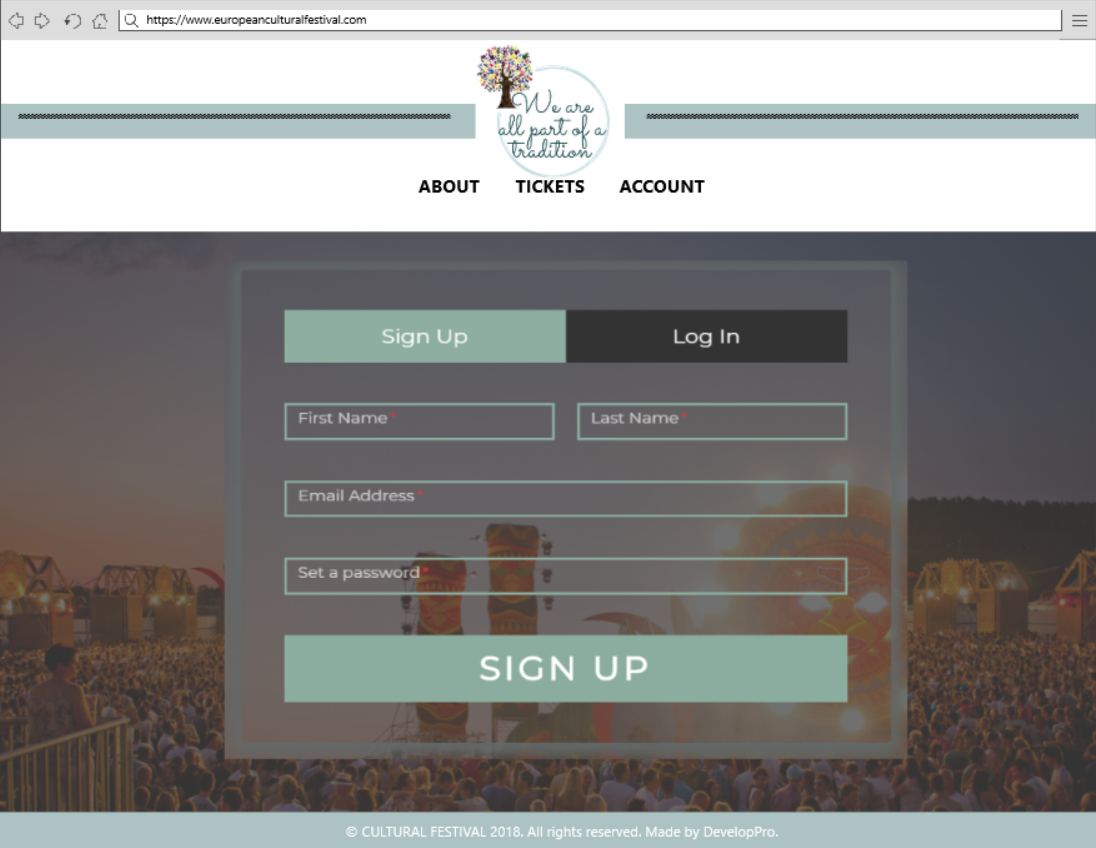 https://www.europeanculturalfestival.com
We are
all part of a
tradition
ABOUT TICKETS ACCOUNT
Sign Up Log In
First Name* Last Name*
Email Address*
Set a password*
SIGN UP
© CULTURAL FESTIVAL 2018. All rights reserved. Made by DevelopPro.